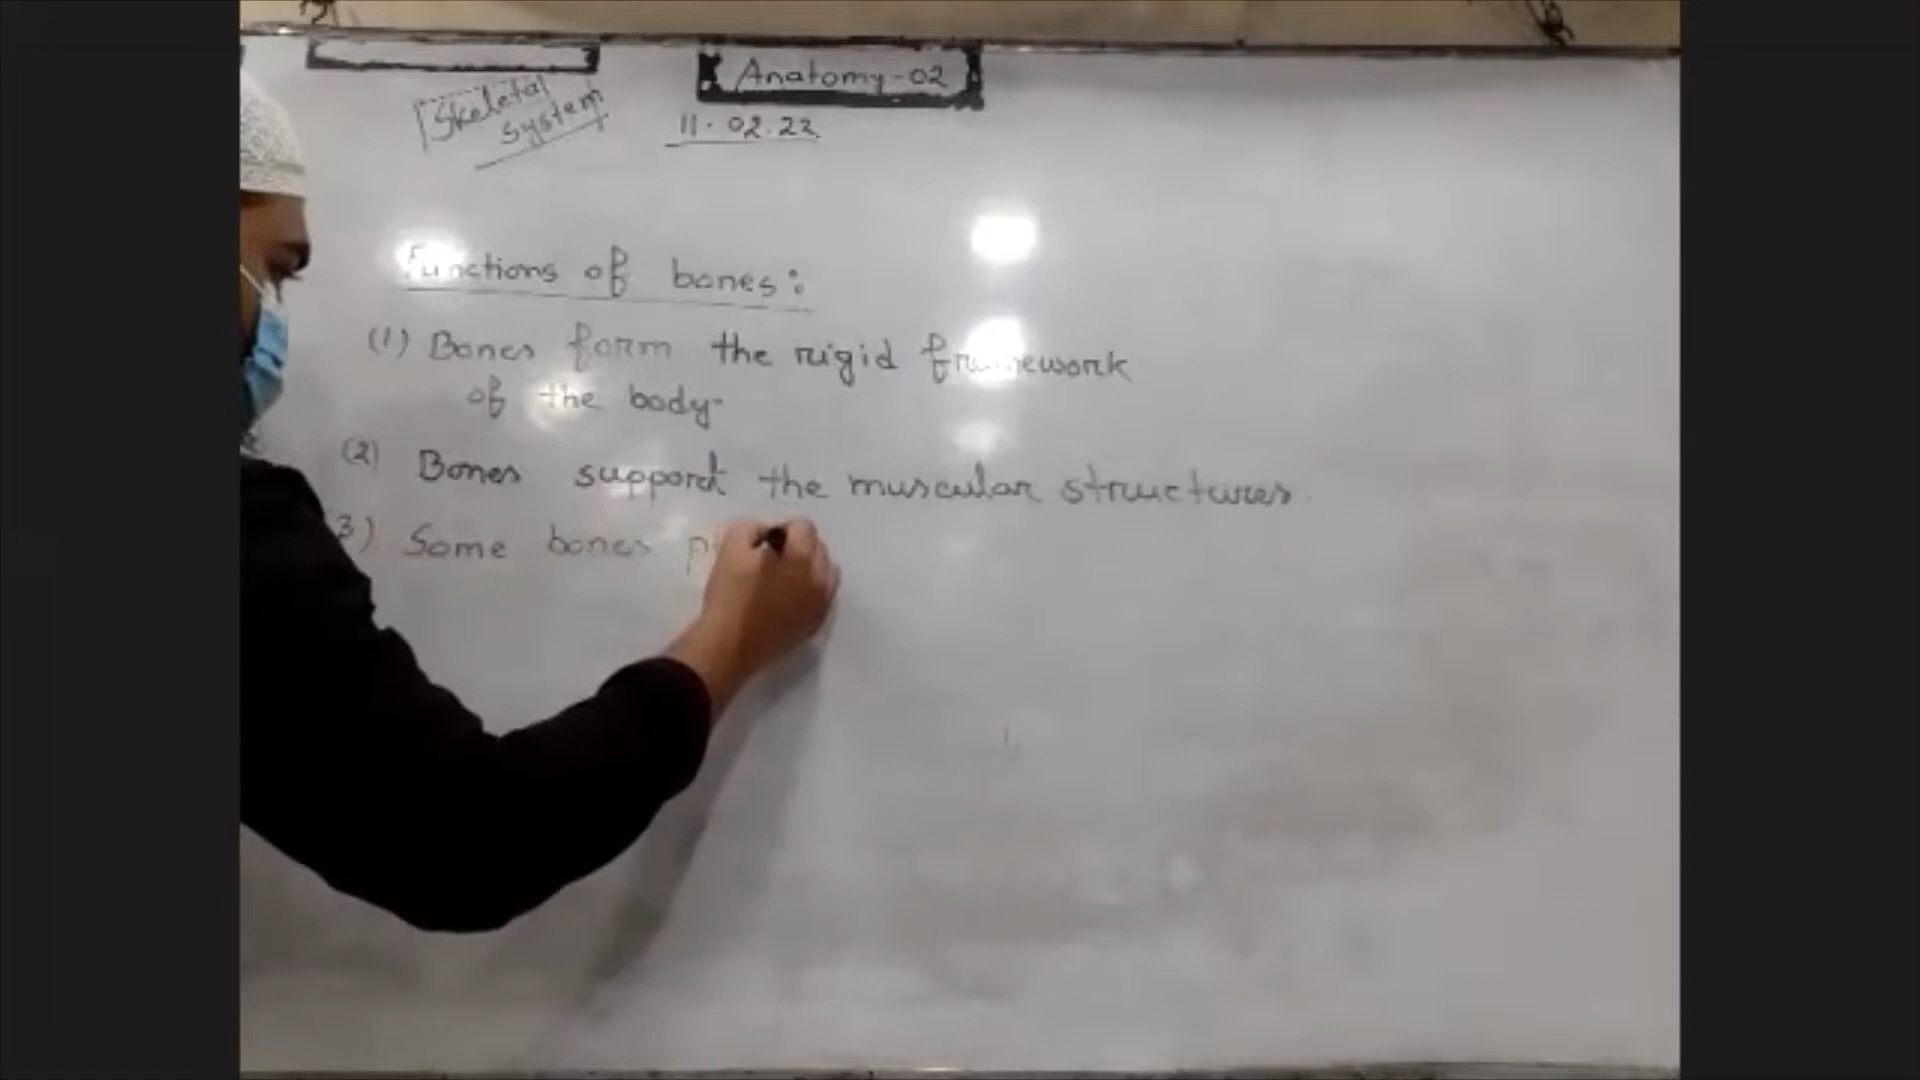 Anatomy-02
Skeletal
system
11.02.22
Functions of bones:
(1) Bones form the rigid framework
of the body.
(2) Bones support the muscular structures.
3) Some bones